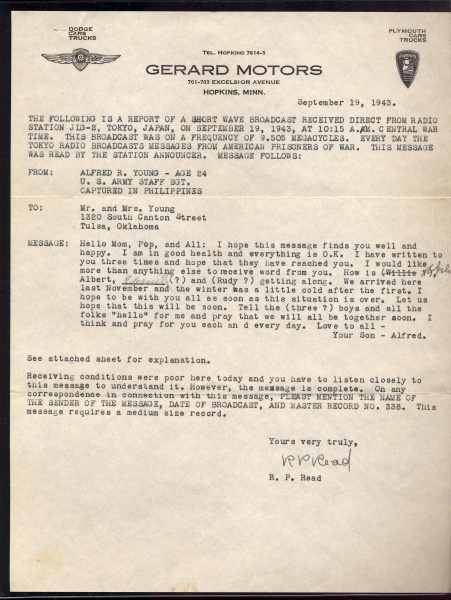 DODGE
CARS
TRUCKS
PLYMOUTH
CARS
TRUCKS
TEL. HOPKINS 7614-5
GERARD MOTORS
701-703 EXCELSIOR AVENUE
HOPKINS, MINN.
September 19, 1943.
THE FOLLOWING IS A REPORT OF A SHORT WAVE BROADCAST RECEIVED DIRECT FROM RADIO
STATION JLG-2, TOKYO, JAPAN, ON SEPTEMBER 19, 1943, AT 10:15 A.M. CENTRAL WAR
TIME. THIS BROADCAST WAS ON A FREQUENCY OF 9.505 MEGACYCLES. EVERY DAY THE
TOKYO RADIO BROADCASTS MESSAGES FROM AMERICAN PRISONERS OF WAR. THIS MESSAGE
WAS READ BY THE STATION ANNOUNCER. MESSAGE FOLLOWS:
FROM: ALFRED R. YOUNG - AGE 24
U. S. ARMY STAFF SGT.
CAPTURED IN PHILIPPINES
TO: Mr. and Mrs. Young
1320 South Canton Street
Tulsa, Oklahoma
MESSAGE: Hello Mom, Pop, and All: I hope this message finds you well and
happy. I am in good health and everything is O.K. I have written to
you three times and hope that they have reached you. I would like
more than anything else to receive word from you. How is (Willie ?),
Albert, (?) and (Rudy ?) getting along. We arrived here
last November and the winter was a little cold after the first. I
hope to be with you all as soon as this situation is over. Let us
hope that this will be soon. Tell the (three ?) boys and all the
folks "hello" for me and pray that we will all be together soon. I
think and pray for you each and every day. Love to all -
Your Son - Alfred.
See attached sheet for explanation.
Receiving conditions were poor here today and you have to listen closely to
this message to understand it. However, the message is complete. On any
correspondence in connection with this message, PLEAST MENTION THE NAME OF
THE SENDER OF THE MESSAGE, DATE OF BROADCAST, AND MASTER RECORD NO. 338. This
message requires a medium size record.
Yours very truly,
R P Read
R. P. Read